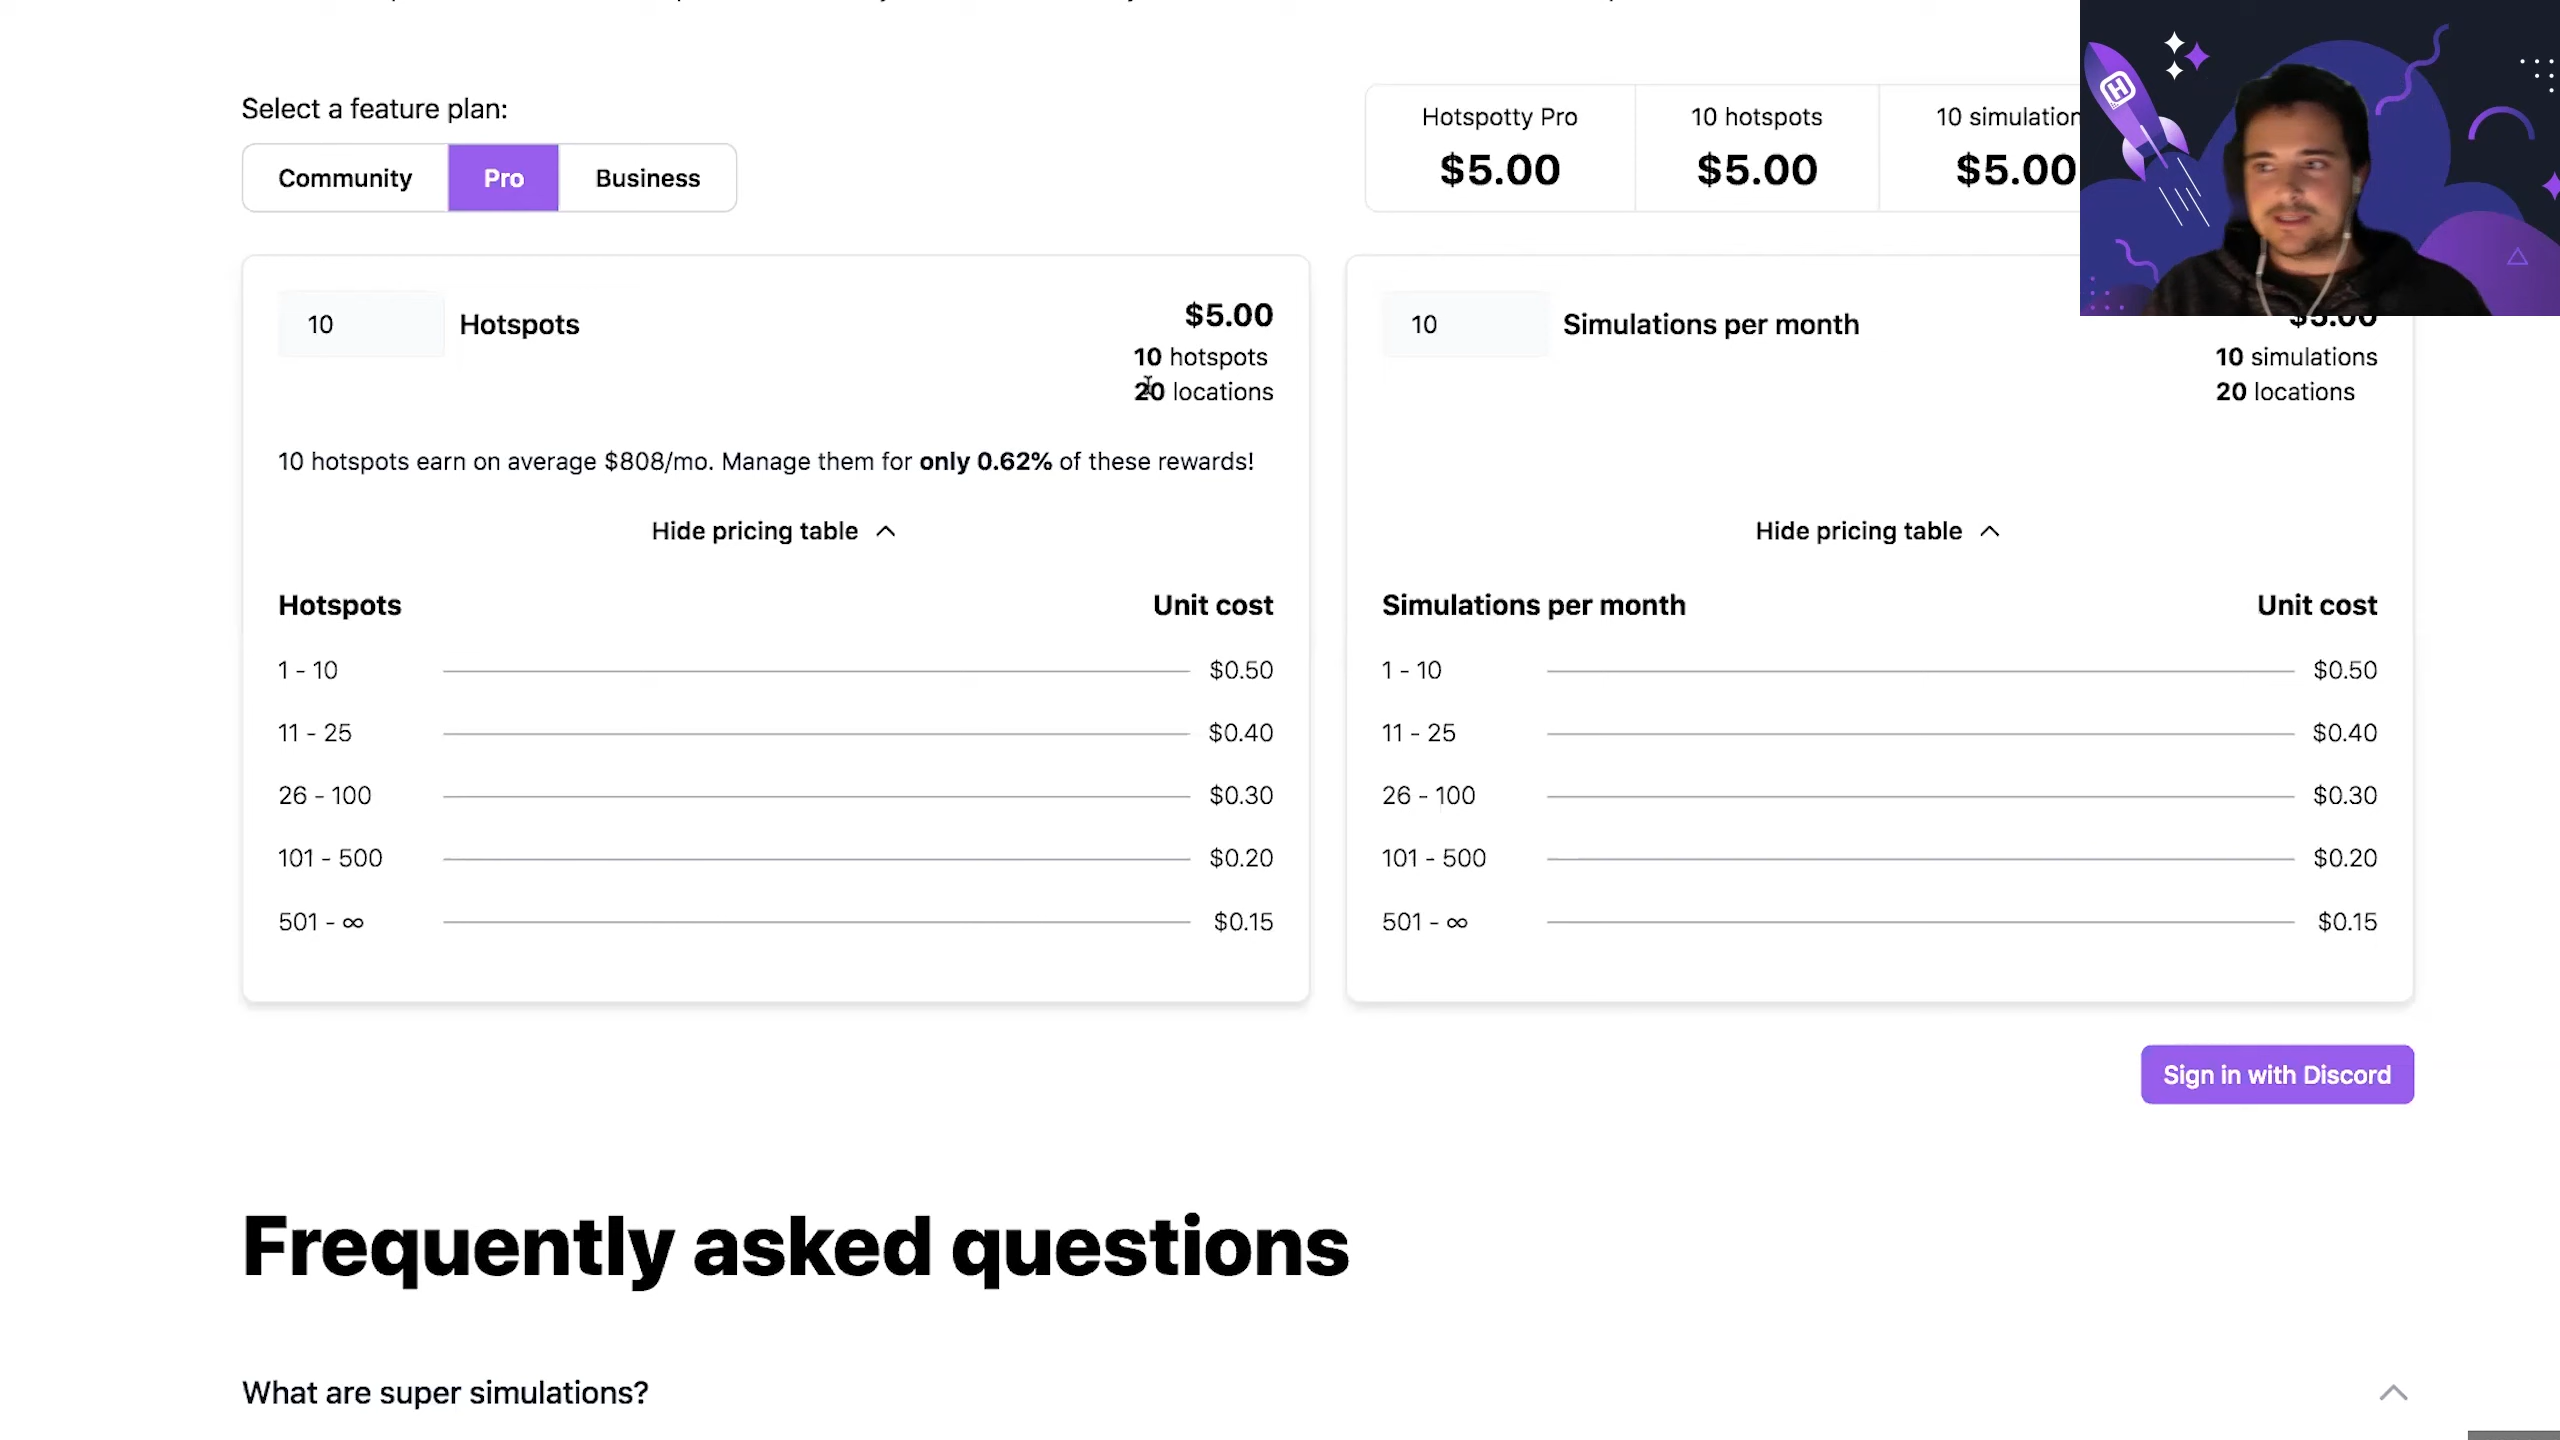 Select a feature plan:
Community Pro Business
Hotspotty Pro 10 hotspots
$5.00 $5.00 $5.00
10 Hotspots
$5.00
10 hotspots
20 locations
10 hotspots earn on average $808/mo. Manage them for only 0.62% of these rewards!
Hide pricing table
Hotspots Unit cost
1 - 10 $0.50
11 - 25 $0.40
26 - 100 $0.30
101 - 500 $0.20
501 - ∞ $0.15
10 Simulations per month
$5.00
10 simulations
20 locations
Hide pricing table
Simulations per month Unit cost
1 - 10 $0.50
11 - 25 $0.40
26 - 100 $0.30
101 - 500 $0.20
501 - ∞ $0.15
Sign in with Discord
Frequently asked questions
What are super simulations?